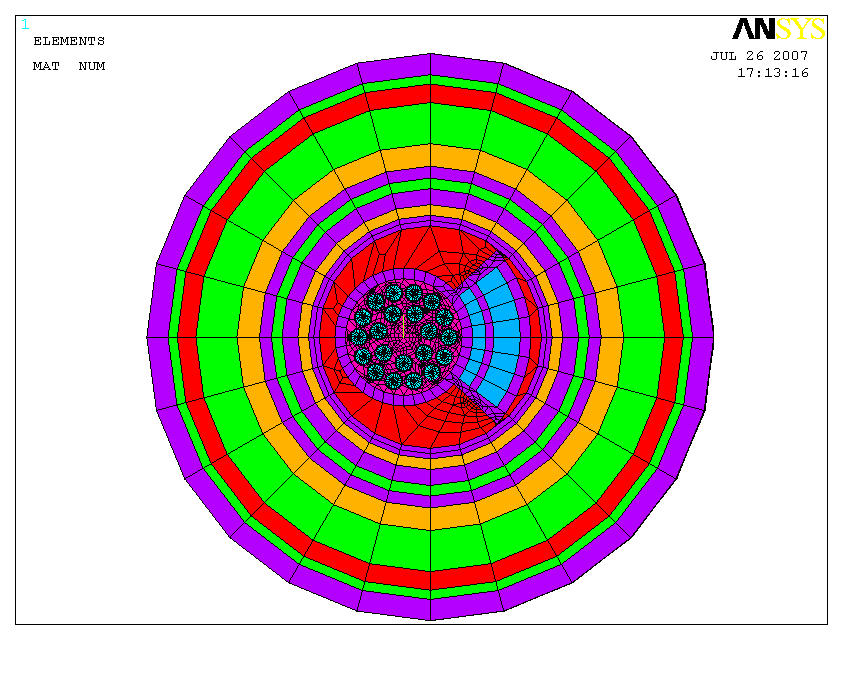 1
ELEMENTS
MAT NUM
ANSYS
JUL 26 2007
17:13:16